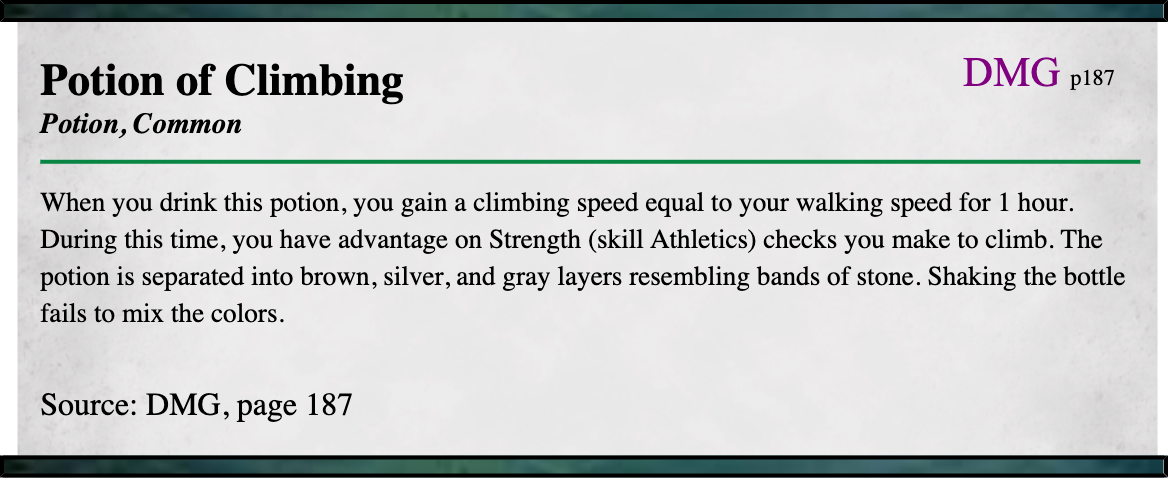 Potion of Climbing
DMG p187
Potion, Common
When you drink this potion, you gain a climbing speed equal to your walking speed for 1 hour.
During this time, you have advantage on Strength (skill Athletics) checks you make to climb. The
potion is separated into brown, silver, and gray layers resembling bands of stone. Shaking the bottle
fails to mix the colors.
Source: DMG, page 187